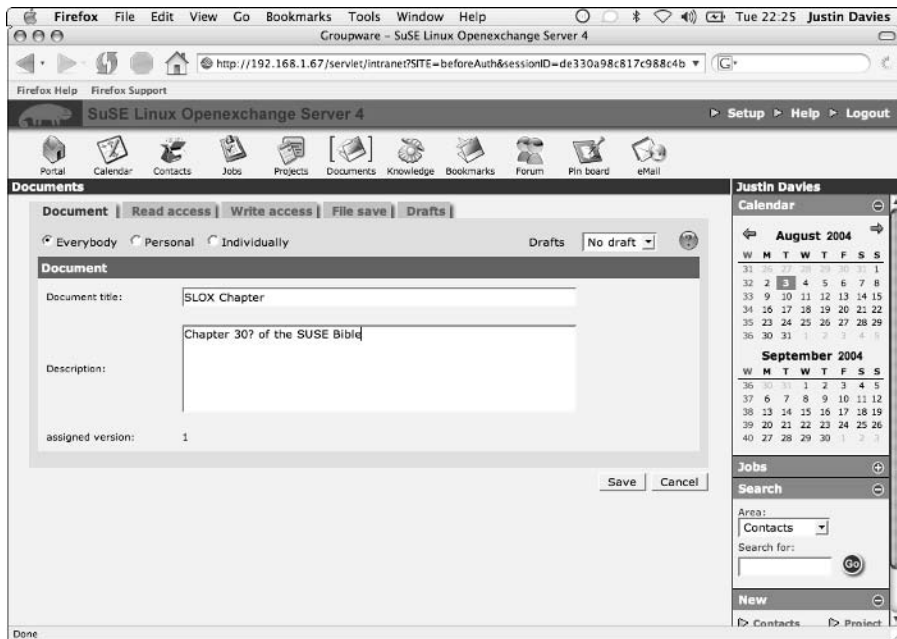 Firefox File Edit View Go Bookmarks Tools Window Help Tue 22:25 Justin Davies
Groupware – SuSE Linux Openexchange Server 4
http://192.168.1.67/servlet/intranet?SITE=beforeAuth&sessionID=de330a98c817c988c4b G
Firefox Help Firefox Support
SuSE Linux Openexchange Server 4 Setup Help Logout
Portal Calendar Contacts Jobs Projects Documents Knowledge Bookmarks Forum Pin board eMail
Documents Justin Davies
Document Read access Write access File save Drafts
Everybody Personal Individually Drafts No draft ?
Document
Document title: SLOX Chapter
Description: Chapter 30? of the SUSE Bible
assigned version: 1
Save Cancel
Calendar
August 2004
W M T W T F S S
31 26 27 28 29 30 31 1
32 2 3 4 5 6 7 8
33 9 10 11 12 13 14 15
34 16 17 18 19 20 21 22
35 23 24 25 26 27 28 29
36 30 31 1 2 3 4 5
September 2004
W M T W T F S S
36 30 31 1 2 3 4 5
37 6 7 8 9 10 11 12
38 13 14 15 16 17 18 19
39 20 21 22 23 24 25 26
40 27 28 29 30 1 2 3
Jobs
Search
Area:
Contacts
Search for:
Go
New
Contacts Project
Done